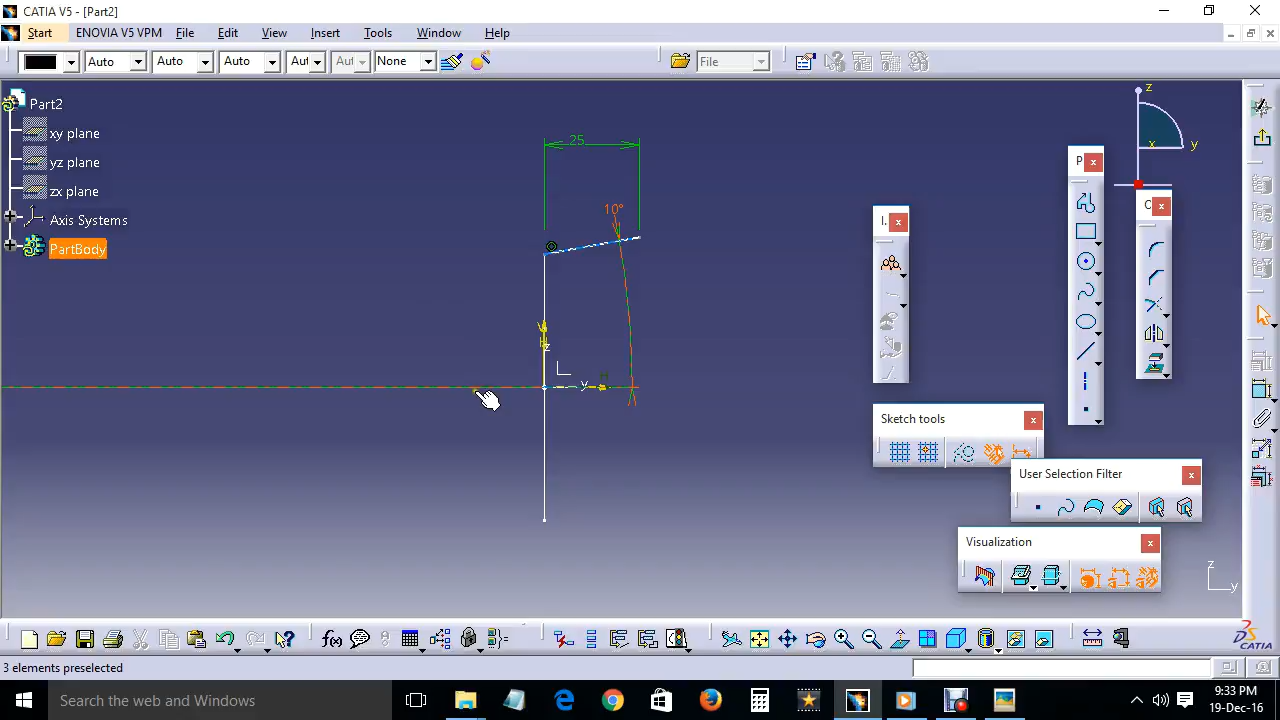 CATIA V5 - [Part2]
Start ENOVIA V5 VPM File Edit View Insert Tools Window Help
Auto Auto Auto Aut Aut None File
Part2
xy plane
yz plane
zx plane
Axis Systems
PartBody
25
10°
V
H
z
y
H
z
x
y
P
C
I.
Sketch tools
User Selection Filter
Visualization
z
y
f(x)
CATIA
3 elements preselected
Search the web and Windows
9:33 PM
19-Dec-16